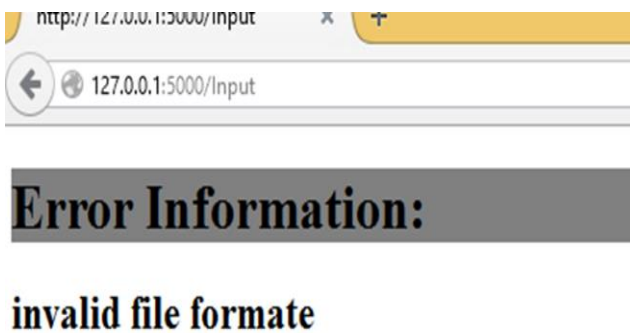 http://127.0.0.1:5000/Input x +
127.0.0.1:5000/Input
Error Information:
invalid file formate